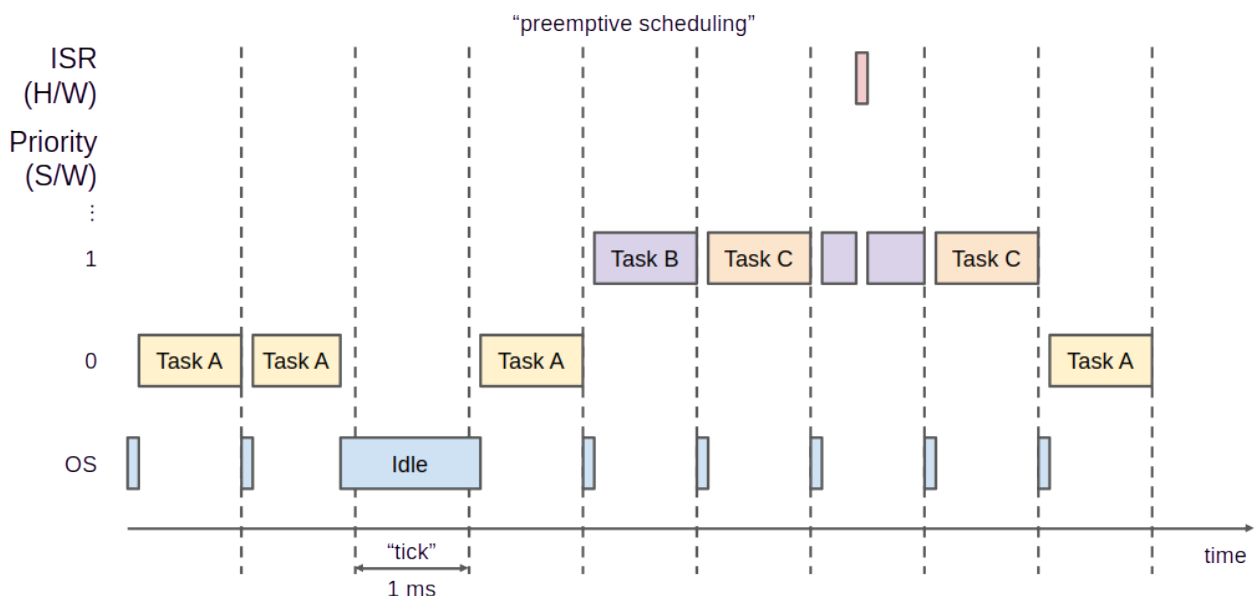 “preemptive scheduling”
ISR
(H/W)
Priority
(S/W)
⋮
1
Task B
Task C
Task C
0
Task A
Task A
Task A
Task A
OS
Idle
“tick”
1 ms
time